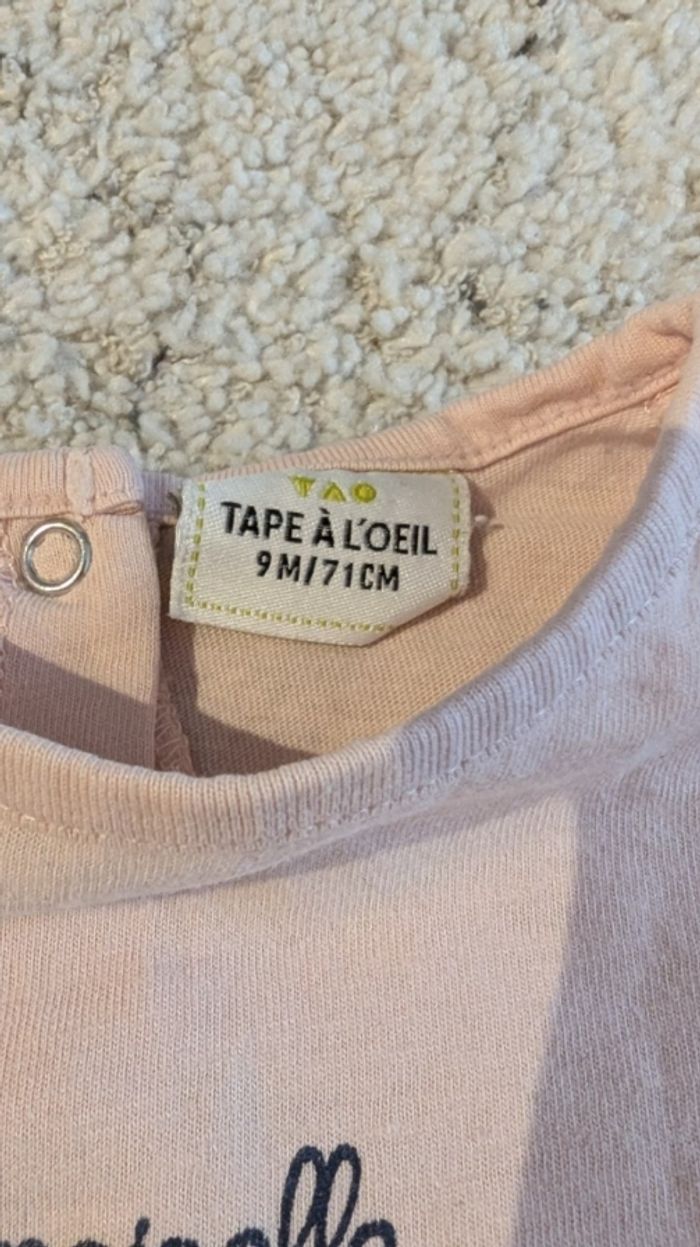 TAO
TAPE À L'OEIL
9M/71CM